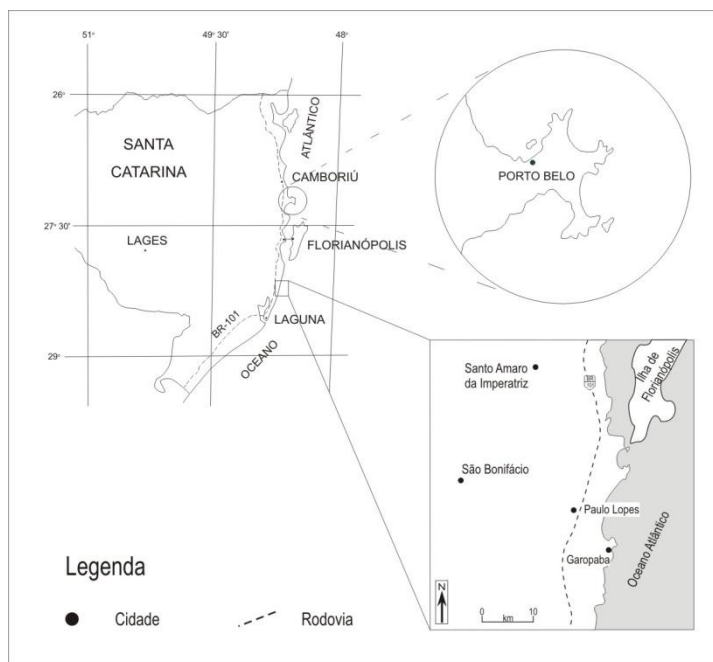 51°
49° 30'
48°
26°
ATLÂNTICO
SANTA
CATARINA
CAMBORIÚ
PORTO BELO
27° 30'
LAGES
FLORIANÓPOLIS
BR-101
LAGUNA
OCEANO
29°
Santo Amaro
da Imperatriz
Ilha de
Florianópolis
101
São Bonifácio
Paulo Lopes
Garopaba
Oceano Atlântico
N
0 10
km
Legenda
Cidade
Rodovia